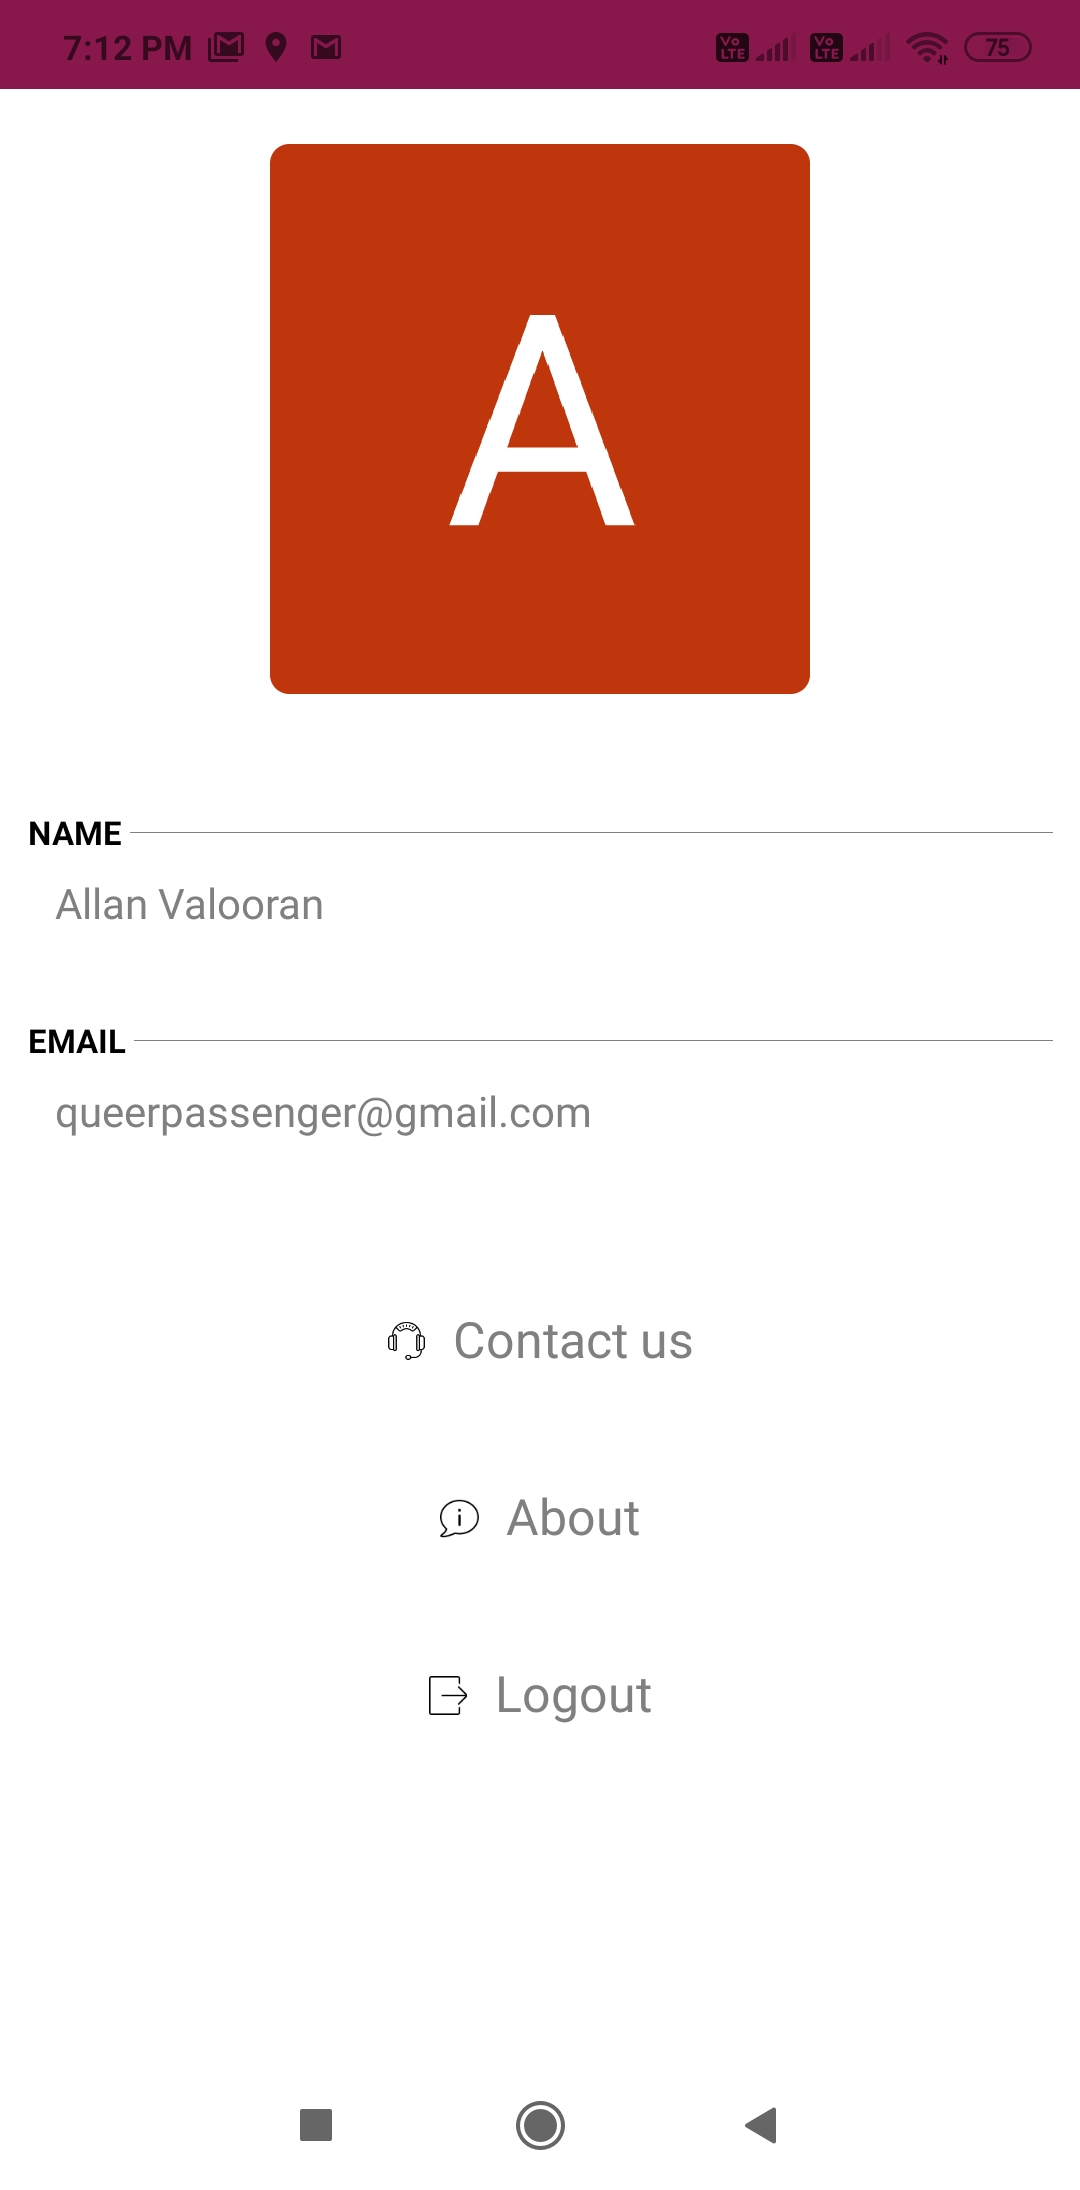 7:12 PM Vo LTE Vo LTE 75
A
NAME
Allan Valooran
EMAIL
queerpassenger@gmail.com
Contact us
About
Logout